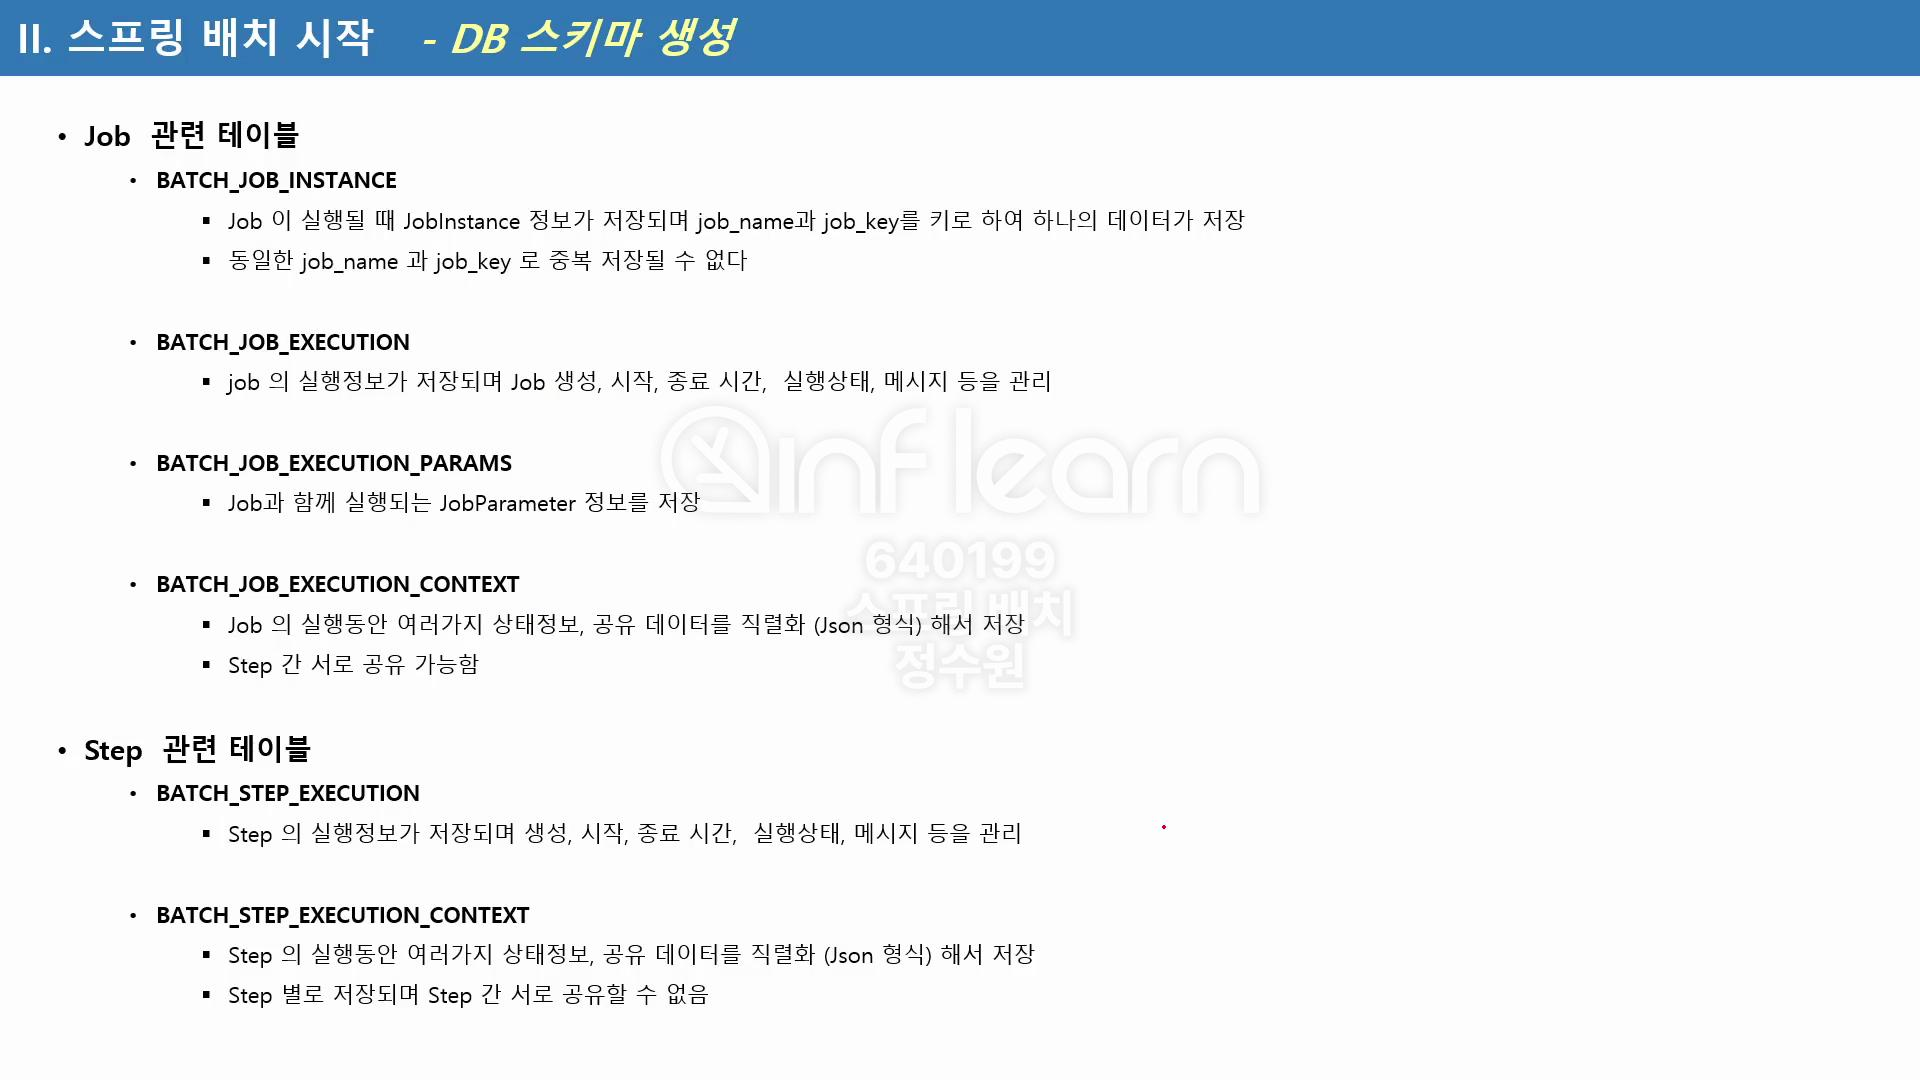 II. 스프링 배치 시작 - DB 스키마 생성
• Job 관련 테이블
• BATCH_JOB_INSTANCE
▪ Job 이 실행될 때 JobInstance 정보가 저장되며 job_name과 job_key를 키로 하여 하나의 데이터가 저장
▪ 동일한 job_name 과 job_key 로 중복 저장될 수 없다
• BATCH_JOB_EXECUTION
▪ job 의 실행정보가 저장되며 Job 생성, 시작, 종료 시간, 실행상태, 메시지 등을 관리
• BATCH_JOB_EXECUTION_PARAMS
▪ Job과 함께 실행되는 JobParameter 정보를 저장
inflearn
640199
스프링 배치
정수원
• BATCH_JOB_EXECUTION_CONTEXT
▪ Job 의 실행동안 여러가지 상태정보, 공유 데이터를 직렬화 (Json 형식) 해서 저장
▪ Step 간 서로 공유 가능함
• Step 관련 테이블
• BATCH_STEP_EXECUTION
▪ Step 의 실행정보가 저장되며 생성, 시작, 종료 시간, 실행상태, 메시지 등을 관리
• BATCH_STEP_EXECUTION_CONTEXT
▪ Step 의 실행동안 여러가지 상태정보, 공유 데이터를 직렬화 (Json 형식) 해서 저장
▪ Step 별로 저장되며 Step 간 서로 공유할 수 없음